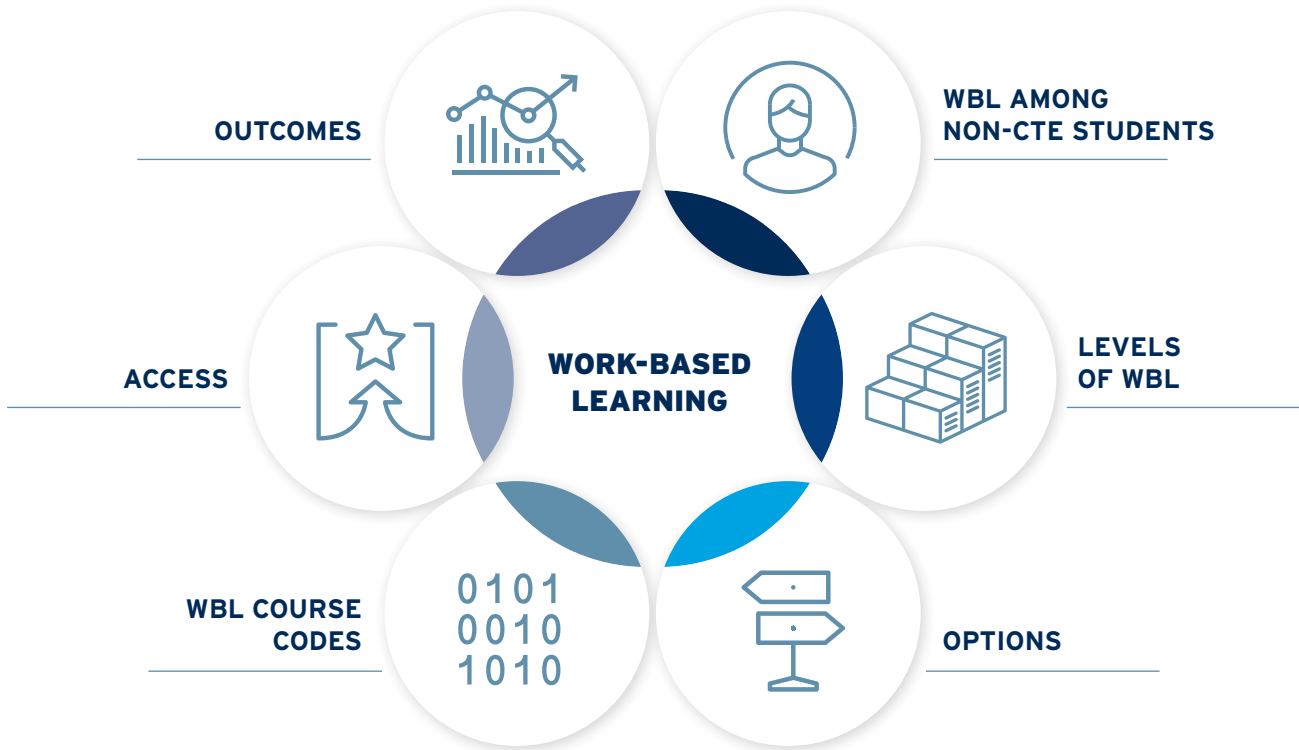 OUTCOMES
WBL AMONG
NON-CTE STUDENTS
ACCESS
WORK-BASED
LEARNING
LEVELS
OF WBL
WBL COURSE
CODES
0101
0010
1010
OPTIONS